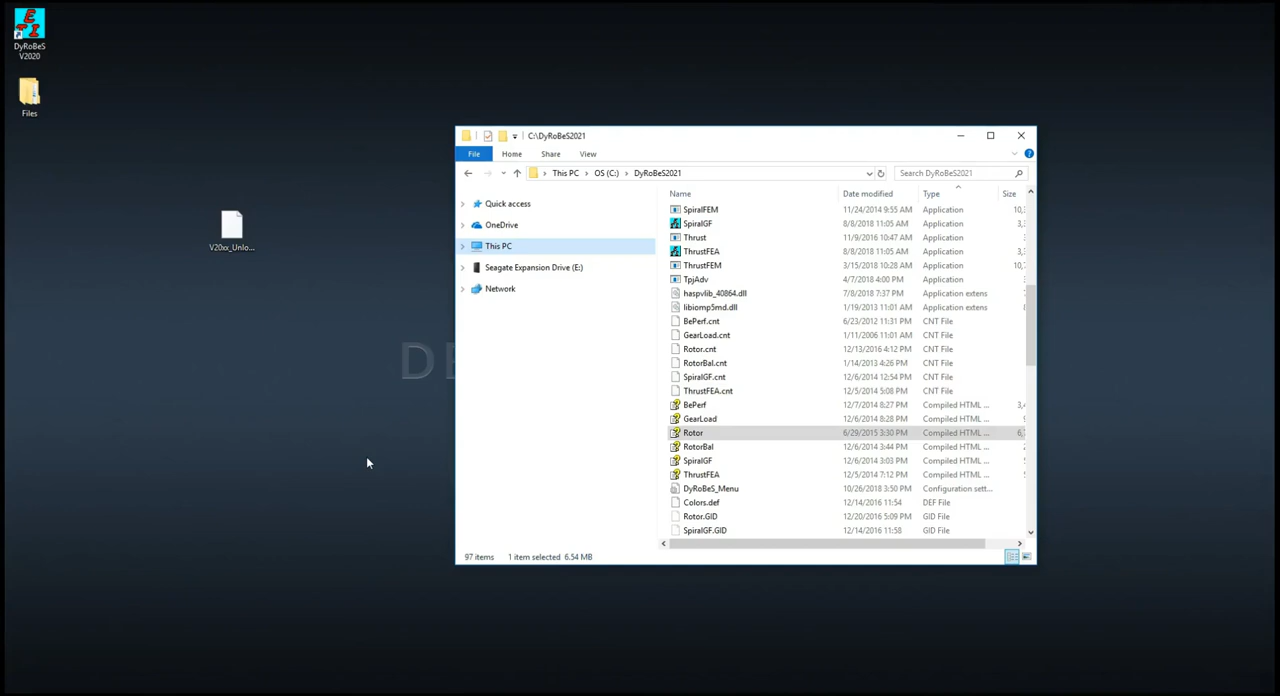 DyRoBeS
V2020
Files
V20xx_Unlo...
C:\DyRoBeS2021
File Home Share View
This PC OS (C:) DyRoBeS2021 Search DyRoBeS2021
Quick access
OneDrive
This PC
Seagate Expansion Drive (E:)
Network
Name Date modified Type Size
SpiralFEM 11/24/2014 9:55 AM Application 10,
SpiralGF 8/8/2018 11:05 AM Application 3,
Thrust 11/9/2016 10:47 AM Application
ThrustFEA 8/8/2018 11:05 AM Application 3,
ThrustFEM 3/15/2018 10:28 AM Application 10,
TpjAdv 4/7/2018 4:00 PM Application
haspvlib_40864.dll 7/8/2018 7:37 PM Application extens
libiomp5md.dll 1/19/2013 1:01 AM Application extens
BePerf.cnt 6/23/2012 11:31 PM CNT File
GearLoad.cnt 1/11/2006 1:01 AM CNT File
Rotor.cnt 12/13/2016 4:12 PM CNT File
RotorBal.cnt 1/14/2013 4:26 PM CNT File
SpiralGF.cnt 12/6/2014 12:54 PM CNT File
ThrustFEA.cnt 12/5/2014 5:08 PM CNT File
BePerf 12/7/2014 8:27 PM Compiled HTML ... 3,
GearLoad 12/6/2014 8:28 PM Compiled HTML ...
Rotor 6/29/2015 3:30 PM Compiled HTML ... 6,
RotorBal 12/6/2014 3:44 PM Compiled HTML ...
SpiralGF 12/6/2014 3:03 PM Compiled HTML ...
ThrustFEA 12/5/2014 7:12 PM Compiled HTML ...
DyRoBeS_Menu 10/26/2018 3:50 PM Configuration sett...
Colors.def 12/14/2016 11:54 DEF File
Rotor.GID 12/20/2016 5:09 PM GID File
SpiralGF.GID 12/14/2016 11:58 GID File
97 items 1 item selected 6.54 MB